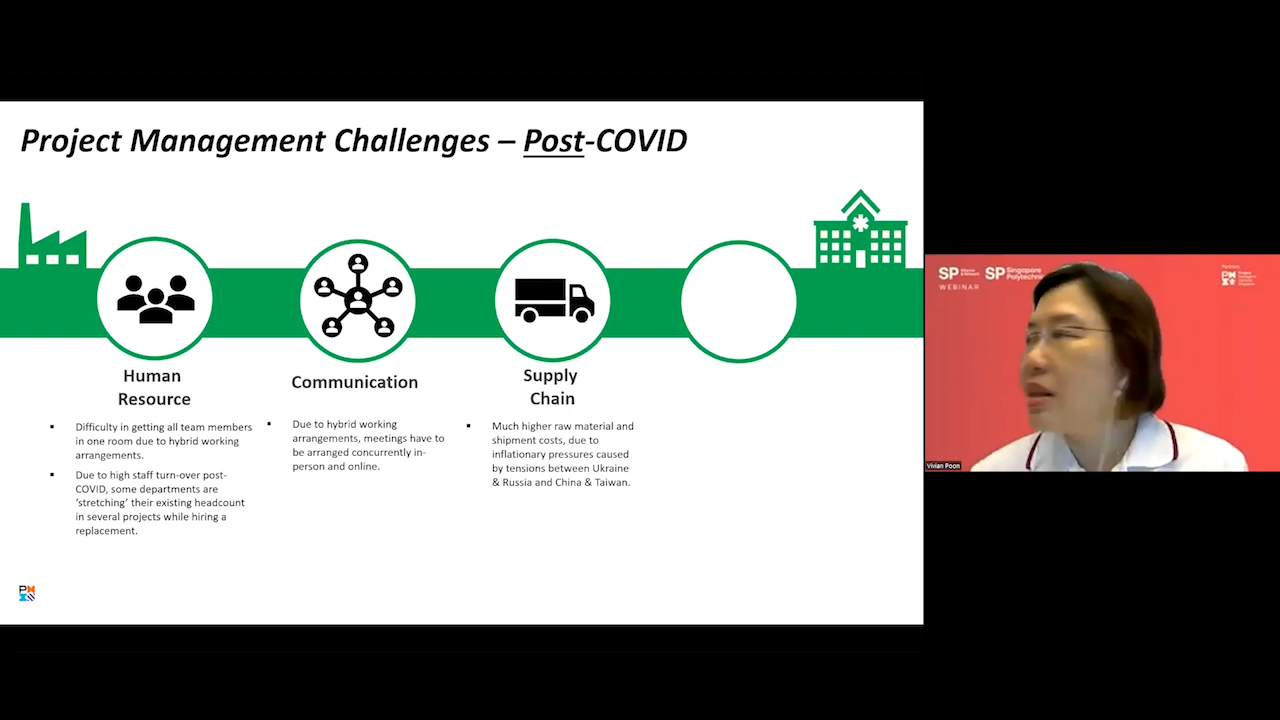 Project Management Challenges – Post-COVID
Human
Resource
Communication
Supply
Chain
▪ Difficulty in getting all team members
in one room due to hybrid working
arrangements.
▪ Due to high staff turn-over post-
COVID, some departments are
‘stretching’ their existing headcount
in several projects while hiring a
replacement.
▪ Due to hybrid working
arrangements, meetings have to
be arranged concurrently in-
person and online.
▪ Much higher raw material and
shipment costs, due to
inflationary pressures caused
by tensions between Ukraine
& Russia and China & Taiwan.
SP
WEBINAR
SP Singapore
Polytechnic
Vivian Poon